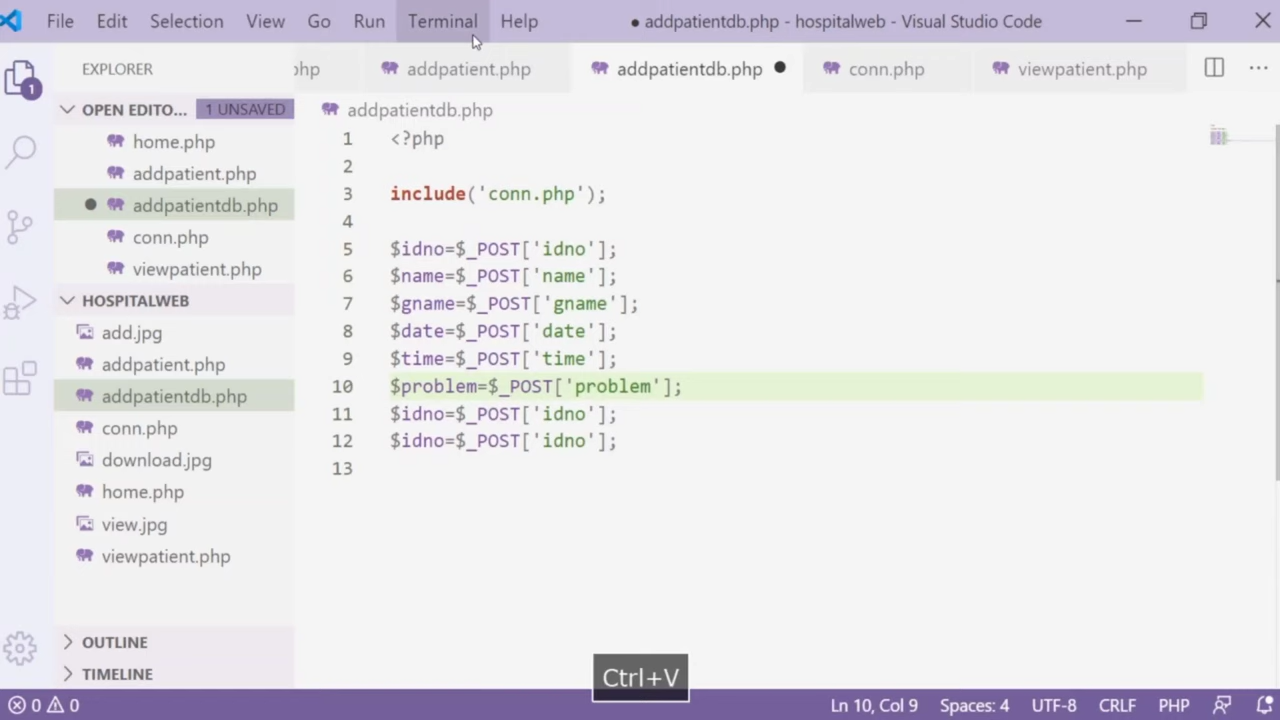 File Edit Selection View Go Run Terminal Help ● addpatientdb.php - hospitalweb - Visual Studio Code
EXPLORER
php addpatient.php addpatientdb.php ● conn.php viewpatient.php ...
1
OPEN EDITO... 1 UNSAVED
home.php
addpatient.php
● addpatientdb.php
conn.php
viewpatient.php
HOSPITALWEB
add.jpg
addpatient.php
addpatientdb.php
conn.php
download.jpg
home.php
view.jpg
viewpatient.php
OUTLINE
TIMELINE
addpatientdb.php
1 <?php
2
3 include('conn.php');
4
5 $idno=$_POST['idno'];
6 $name=$_POST['name'];
7 $gname=$_POST['gname'];
8 $date=$_POST['date'];
9 $time=$_POST['time'];
10 $problem=$_POST['problem'];
11 $idno=$_POST['idno'];
12 $idno=$_POST['idno'];
13
Ctrl+V
0 0 Ln 10, Col 9 Spaces: 4 UTF-8 CRLF PHP